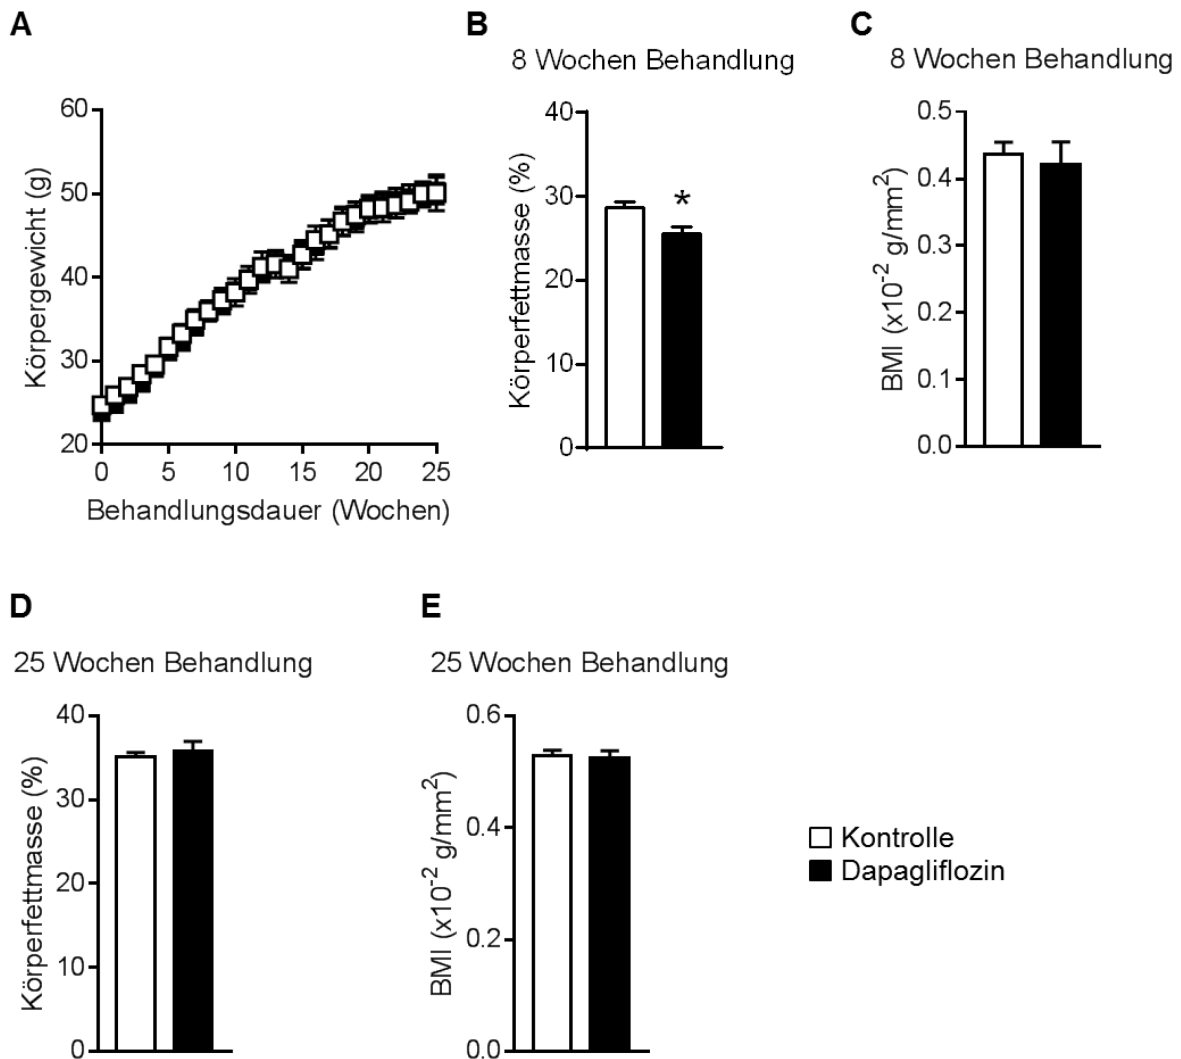 A
60
50
40
30
20
Körpergewicht (g)
0 5 10 15 20 25
Behandlungsdauer (Wochen)
B
8 Wochen Behandlung
40
30
20
10
0
Körperfettmasse (%)
*
C
8 Wochen Behandlung
0.5
0.4
0.3
0.2
0.1
0.0
BMI (x10⁻² g/mm²)
D
25 Wochen Behandlung
40
30
20
10
0
Körperfettmasse (%)
E
25 Wochen Behandlung
0.6
0.4
0.2
0.0
BMI (x10⁻² g/mm²)
Kontrolle
Dapagliflozin